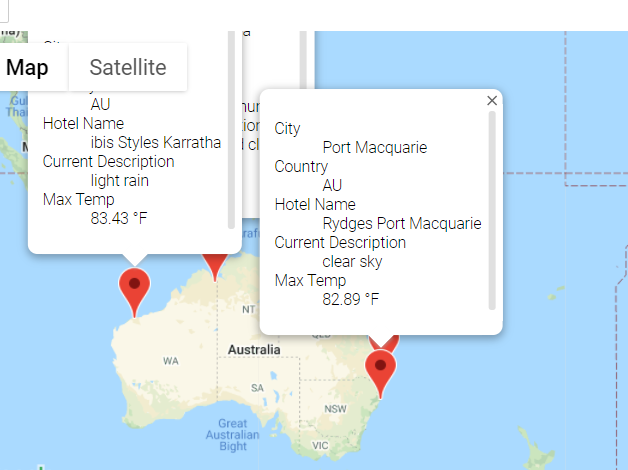 Map
Satellite
AU
Hotel Name
ibis Styles Karratha
Current Description
light rain
Max Temp
83.43 °F
City
Port Macquarie
Country
AU
Hotel Name
Rydges Port Macquarie
Current Description
clear sky
Max Temp
82.89 °F
NT
WA
Australia
SA
NSW
VIC
Great
Australian
Bight